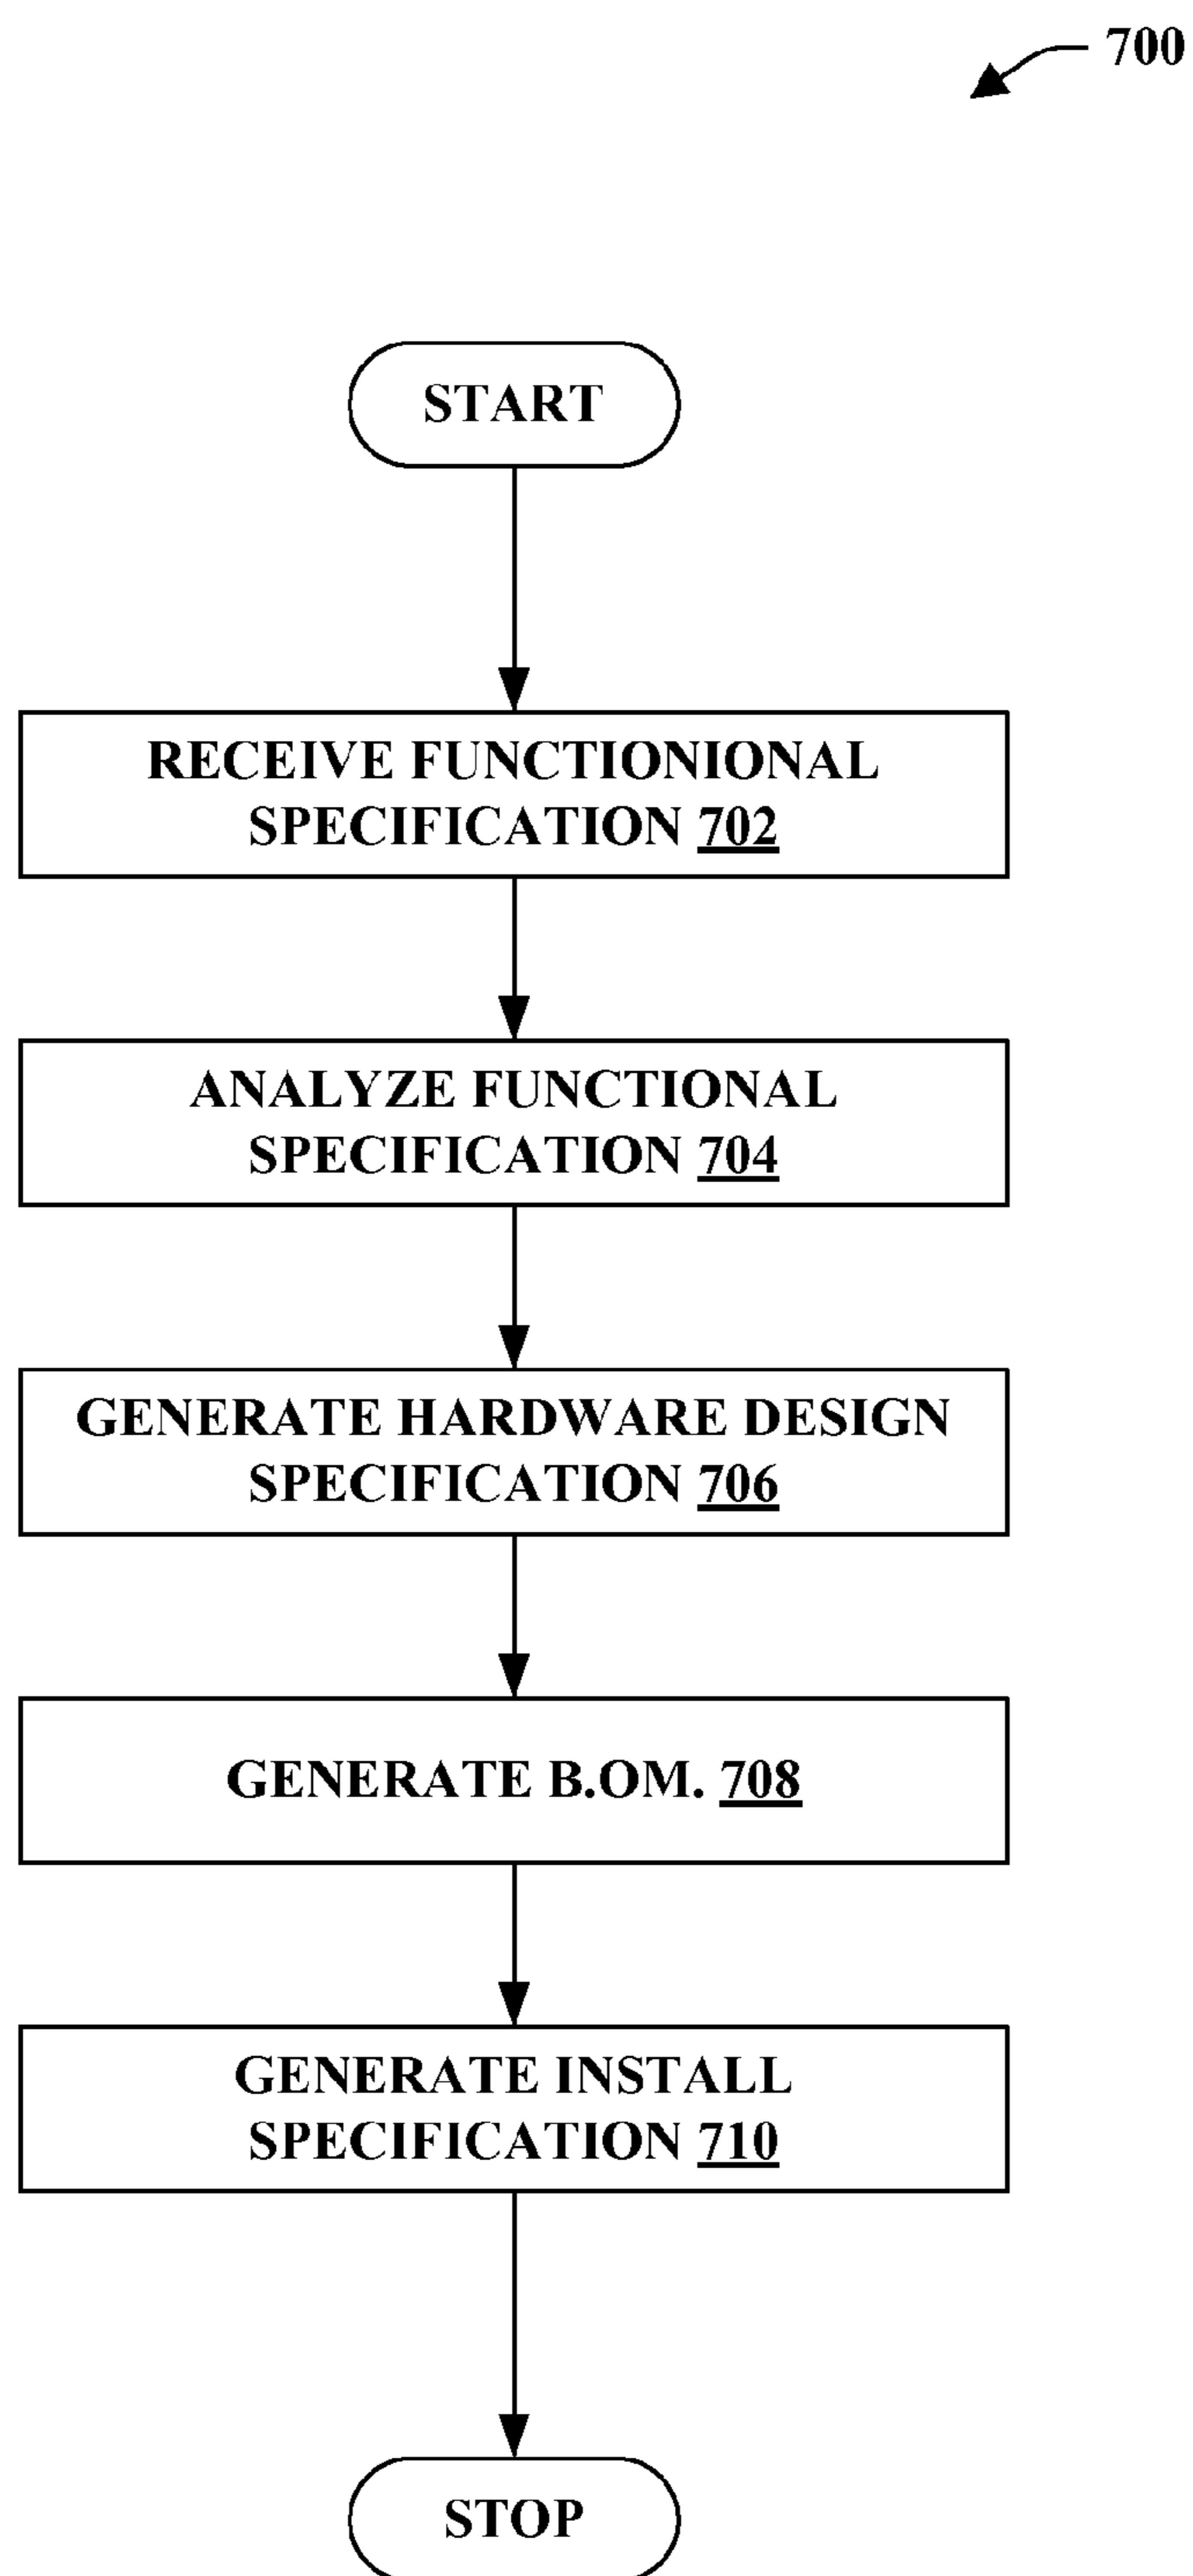 700
START
RECEIVE FUNCTIONIONAL
SPECIFICATION 702
ANALYZE FUNCTIONAL
SPECIFICATION 704
GENERATE HARDWARE DESIGN
SPECIFICATION 706
GENERATE B.OM. 708
GENERATE INSTALL
SPECIFICATION 710
STOP